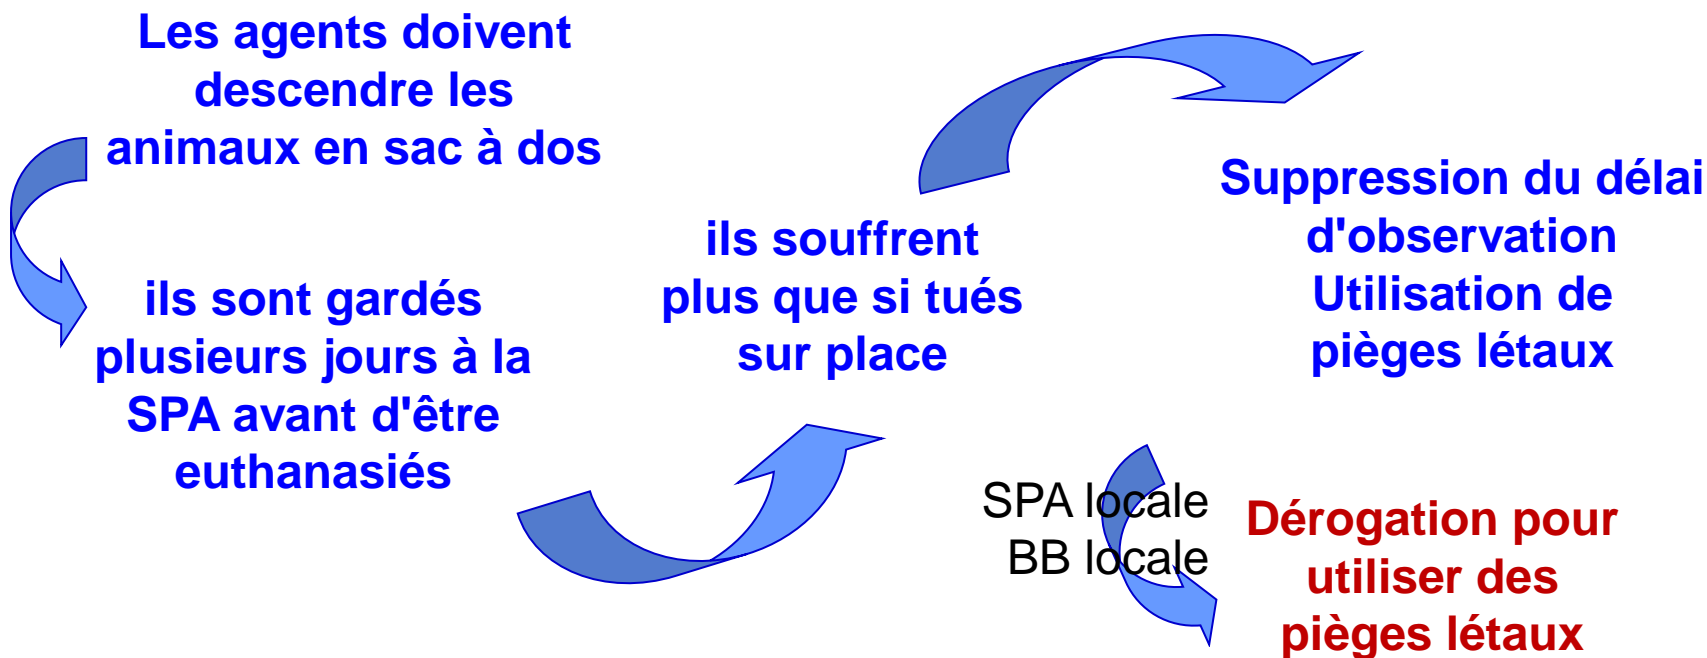 Les agents doivent
descendre les
animaux en sac à dos
ils sont gardés
plusieurs jours à la
SPA avant d'être
euthanasiés
ils souffrent
plus que si tués
sur place
Suppression du délai
d'observation
Utilisation de
pièges létaux
SPA locale
BB locale
Dérogation pour
utiliser des
pièges létaux